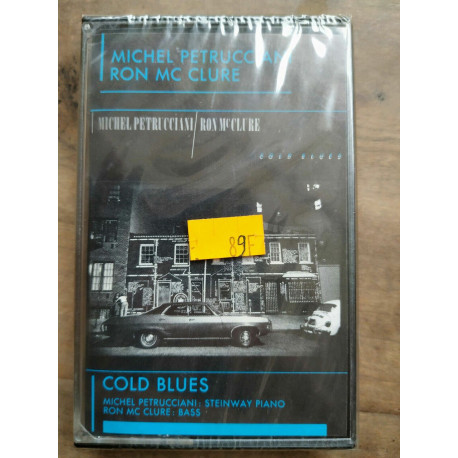 MICHEL PETRUCCIANI
RON MC CLURE
MICHEL PETRUCCIANI/RON McCLURE
COLD BLUES
89F
COLD BLUES
MICHEL PETRUCCIANI: STEINWAY PIANO
RON MC CLURE: BASS